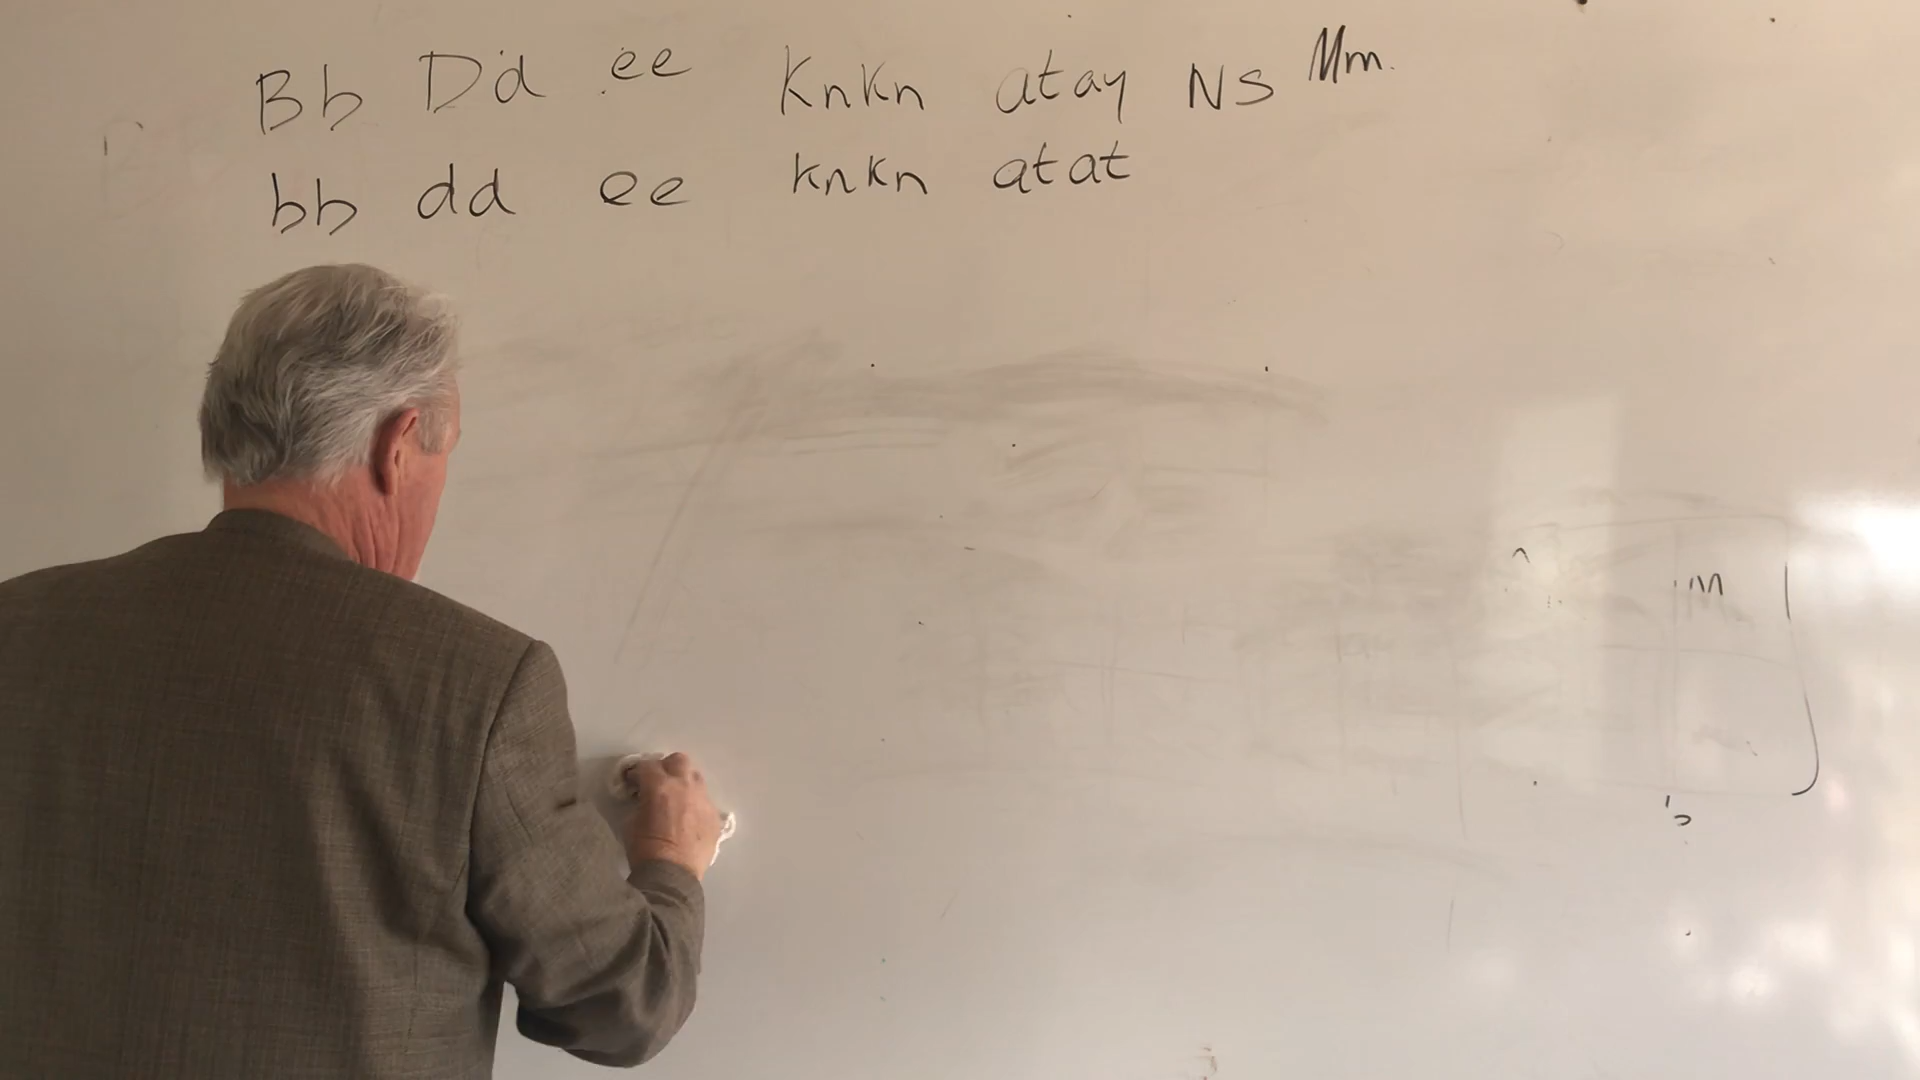 Bb Dd ee KnKn atay NS Mm.
bb dd ee knkn atat
m